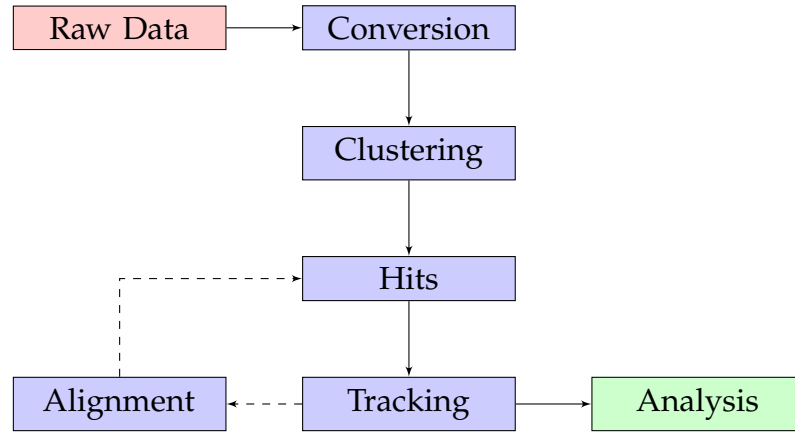 Raw Data
Conversion
Clustering
Hits
Alignment
Tracking
Analysis